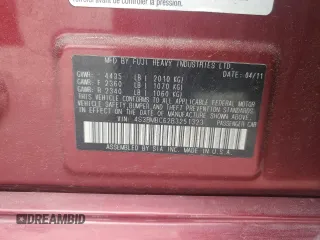 MFD BY FUJI HEAVY INDUSTRIES LTD. DATE 04/11
GVWR: 4435 LB ( 2010 KG)
GAWR: F 2360 LB ( 1070 KG)
GAWR: R 2340 LB ( 1060 KG)
THIS VEHICLE CONFORMS TO ALL APPLICABLE FEDERAL MOTOR
VEHICLE SAFETY, BUMPER, AND THEFT PREVENTION STANDARDS
IN EFFECT ON THE DATE OF MANUFACTURE SHOWN ABOVE.
VIN: PASSENGER CAR
ASSEMBLED BY SIA INC. MADE IN U.S.A.
DREAMBID